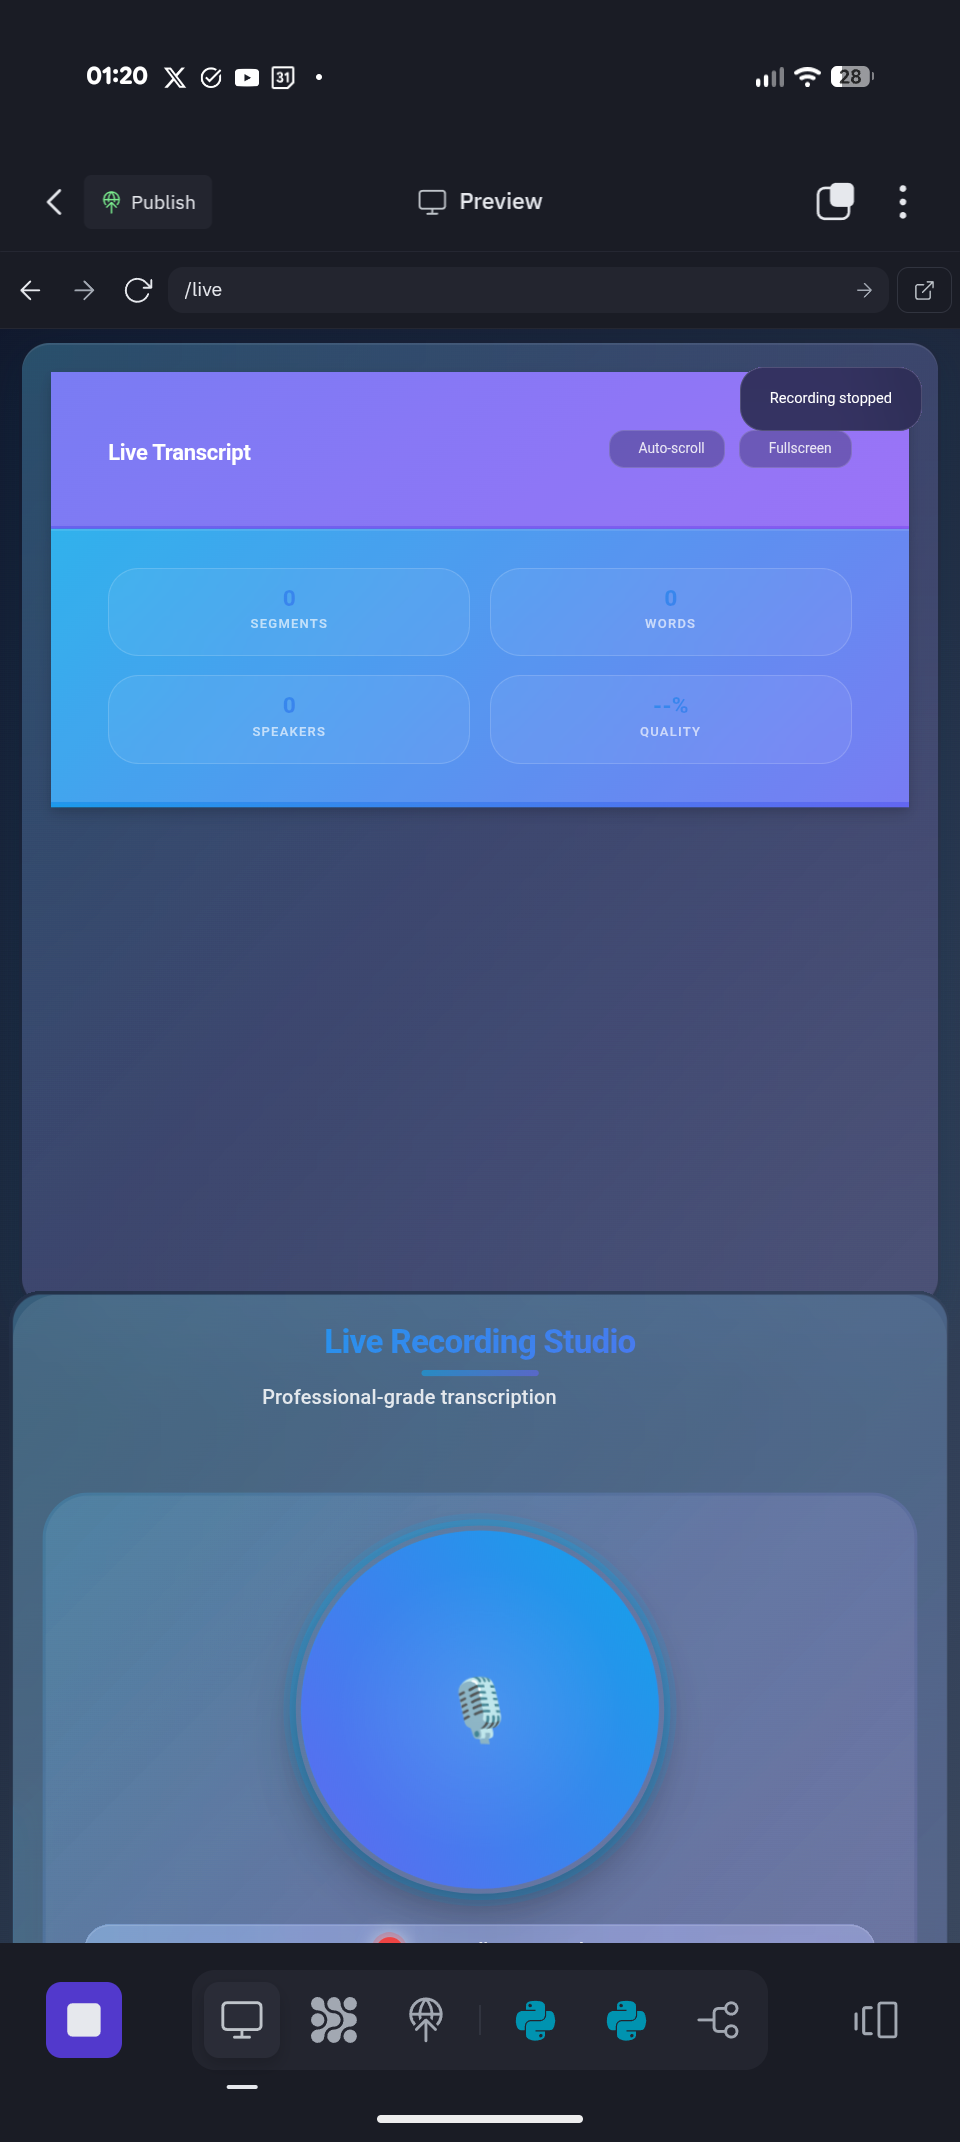 01:20
31
28
Publish
Preview
/live
Recording stopped
Live Transcript
Auto-scroll
Fullscreen
0
SEGMENTS
0
WORDS
0
SPEAKERS
--%
QUALITY
Live Recording Studio
Professional-grade transcription